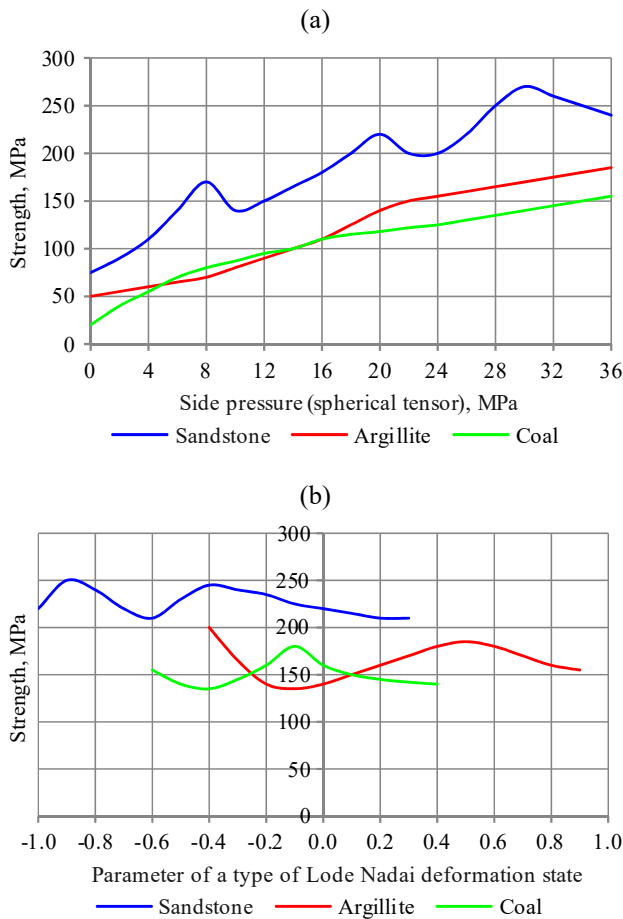 (a)
300
250
200
150
100
50
0
Strength, MPa
0 4 8 12 16 20 24 28 32 36
Side pressure (spherical tensor), MPa
Sandstone Argillite Coal
(b)
300
250
200
150
100
50
0
Strength, MPa
-1.0 -0.8 -0.6 -0.4 -0.2 0.0 0.2 0.4 0.6 0.8 1.0
Parameter of a type of Lode Nadai deformation state
Sandstone Argillite Coal